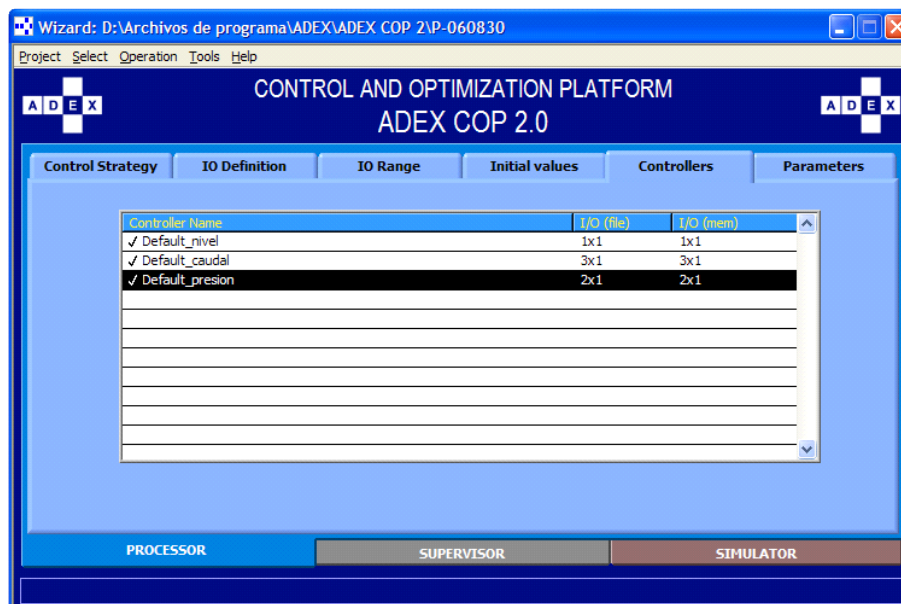 Wizard: D:\Archivos de programa\ADEX\ADEX COP 2\P-060830
Project Select Operation Tools Help
CONTROL AND OPTIMIZATION PLATFORM
ADEX ADEX COP 2.0 ADEX
Control Strategy IO Definition IO Range Initial values Controllers Parameters
Controller Name I/O (file) I/O (mem)
✓ Default_nivel 1x1 1x1
✓ Default_caudal 3x1 3x1
✓ Default_presion 2x1 2x1
PROCESSOR SUPERVISOR SIMULATOR